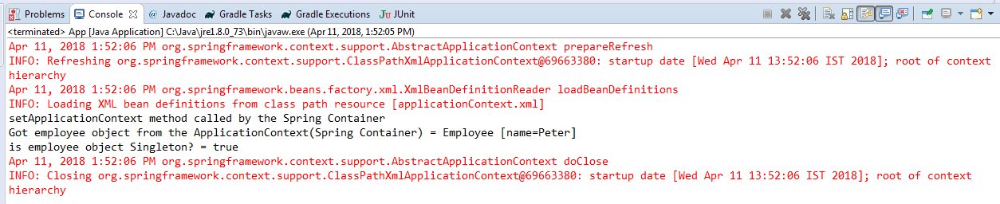 Problems Console Javadoc Gradle Tasks Gradle Executions JUnit
<terminated> App [Java Application] C:\Java\jre1.8.0_73\bin\javaw.exe (Apr 11, 2018, 1:52:05 PM)
Apr 11, 2018 1:52:06 PM org.springframework.context.support.AbstractApplicationContext prepareRefresh
INFO: Refreshing org.springframework.context.support.ClassPathXmlApplicationContext@69663380: startup date [Wed Apr 11 13:52:06 IST 2018]; root of context
hierarchy
Apr 11, 2018 1:52:06 PM org.springframework.beans.factory.xml.XmlBeanDefinitionReader loadBeanDefinitions
INFO: Loading XML bean definitions from class path resource [applicationContext.xml]
setApplicationContext method called by the Spring Container
Got employee object from the ApplicationContext(Spring Container) = Employee [name=Peter]
is employee object Singleton? = true
Apr 11, 2018 1:52:06 PM org.springframework.context.support.AbstractApplicationContext doClose
INFO: Closing org.springframework.context.support.ClassPathXmlApplicationContext@69663380: startup date [Wed Apr 11 13:52:06 IST 2018]; root of context
hierarchy